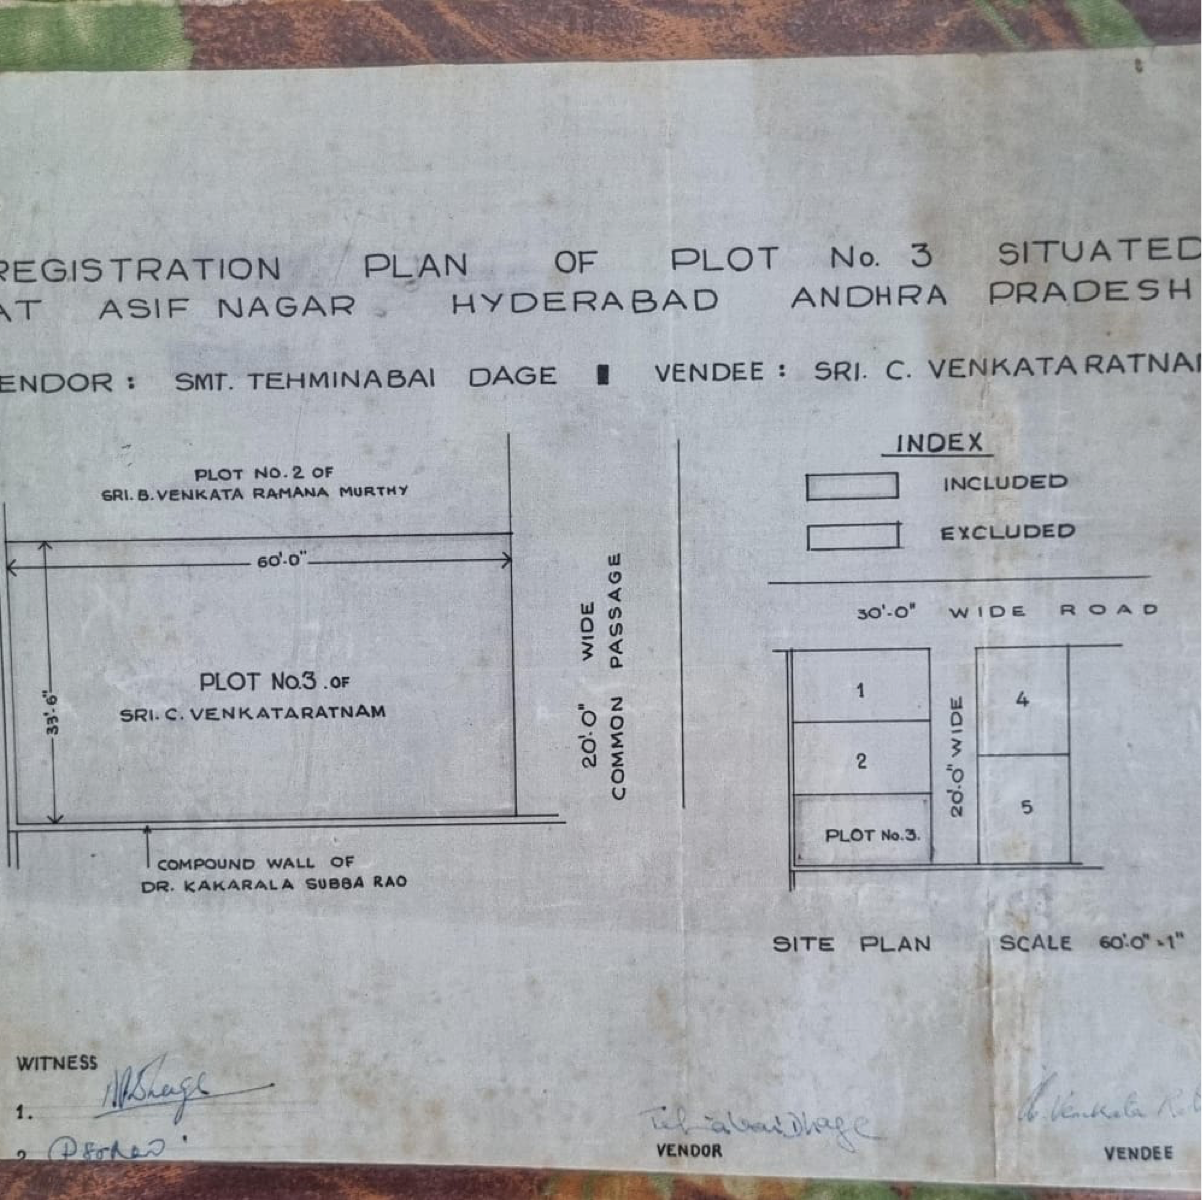 REGISTRATION PLAN OF PLOT No. 3 SITUATED
AT ASIF NAGAR HYDERABAD ANDHRA PRADESH
ENDOR : SMT. TEHMINABAI DAGE VENDEE : SRI. C. VENKATARATNA
PLOT NO. 2 OF
SRI. B. VENKATA RAMANA MURTHY
60'-0"
33'-6"
PLOT No.3 . OF
SRI. C. VENKATARATNAM
20'.0" WIDE
COMMON PASSAGE
COMPOUND WALL OF
DR. KAKARALA SUBBA RAO
INDEX
INCLUDED
EXCLUDED
30'-0" WIDE ROAD
1
2
PLOT No.3.
20'.0" WIDE
4
5
SITE PLAN SCALE 60'.0" = 1"
WITNESS
1.
2
VENDOR
C. Venkata
VENDEE